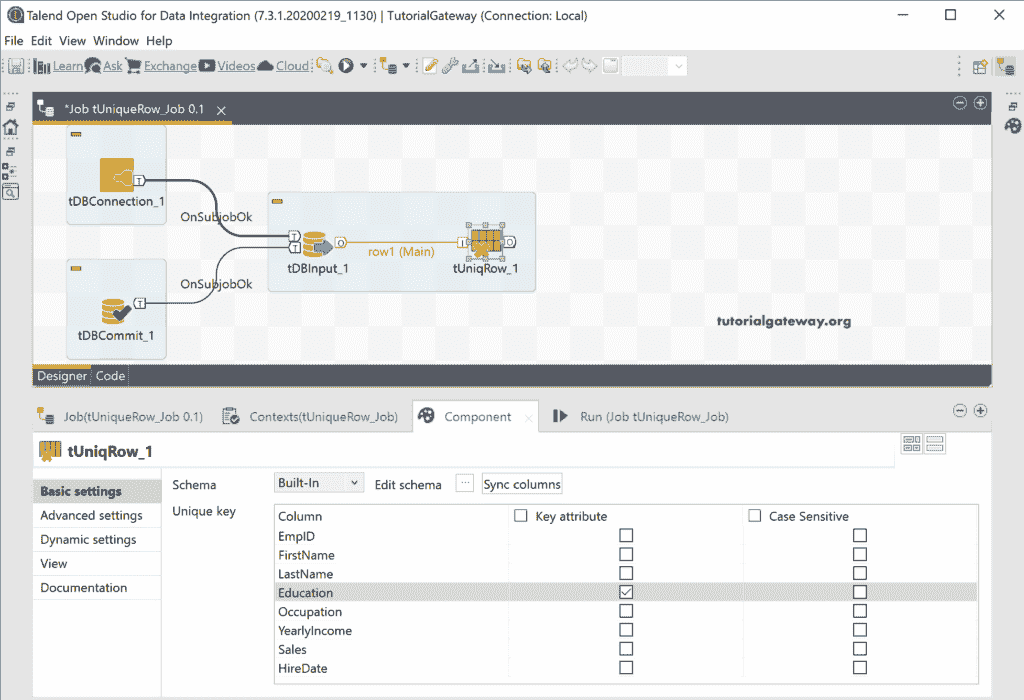 Talend Open Studio for Data Integration (7.3.1.20200219_1130) | TutorialGateway (Connection: Local)
File Edit View Window Help
Learn Ask Exchange Videos Cloud
*Job tUniqueRow_Job 0.1
tDBConnection_1
OnSubjobOk
row1 (Main)
tDBInput_1
tUniqRow_1
OnSubjobOk
tDBCommit_1
tutorialgateway.org
Designer Code
Job(tUniqueRow_Job 0.1) Contexts(tUniqueRow_Job) Component Run (Job tUniqueRow_Job)
tUniqRow_1
Basic settings
Advanced settings
Dynamic settings
View
Documentation
Schema Built-In Edit schema ... Sync columns
Unique key
Column Key attribute Case Sensitive
EmpID
FirstName
LastName
Education
Occupation
YearlyIncome
Sales
HireDate